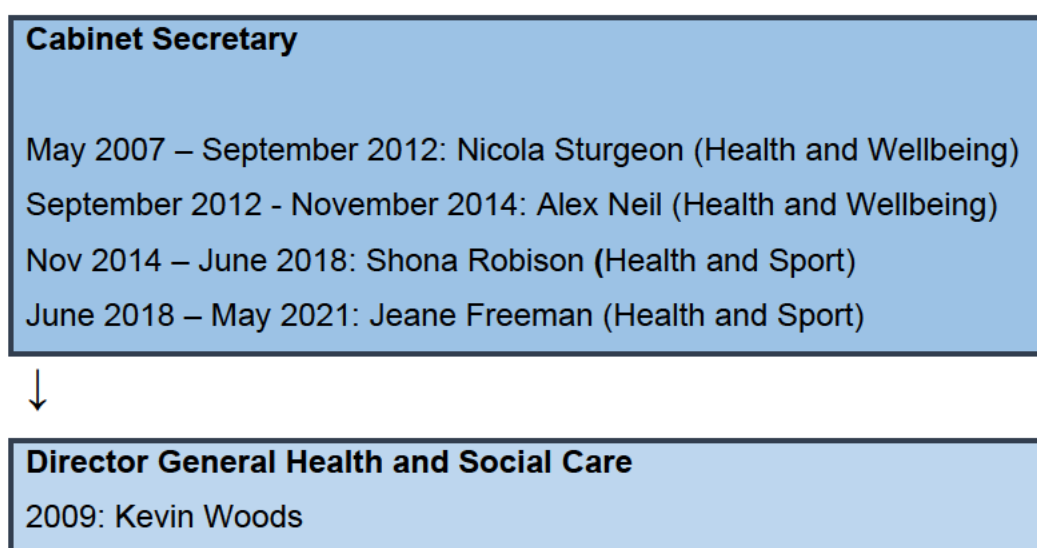 Cabinet Secretary
May 2007 – September 2012: Nicola Sturgeon (Health and Wellbeing)
September 2012 - November 2014: Alex Neil (Health and Wellbeing)
Nov 2014 – June 2018: Shona Robison (Health and Sport)
June 2018 – May 2021: Jeane Freeman (Health and Sport)
↓
Director General Health and Social Care
2009: Kevin Woods